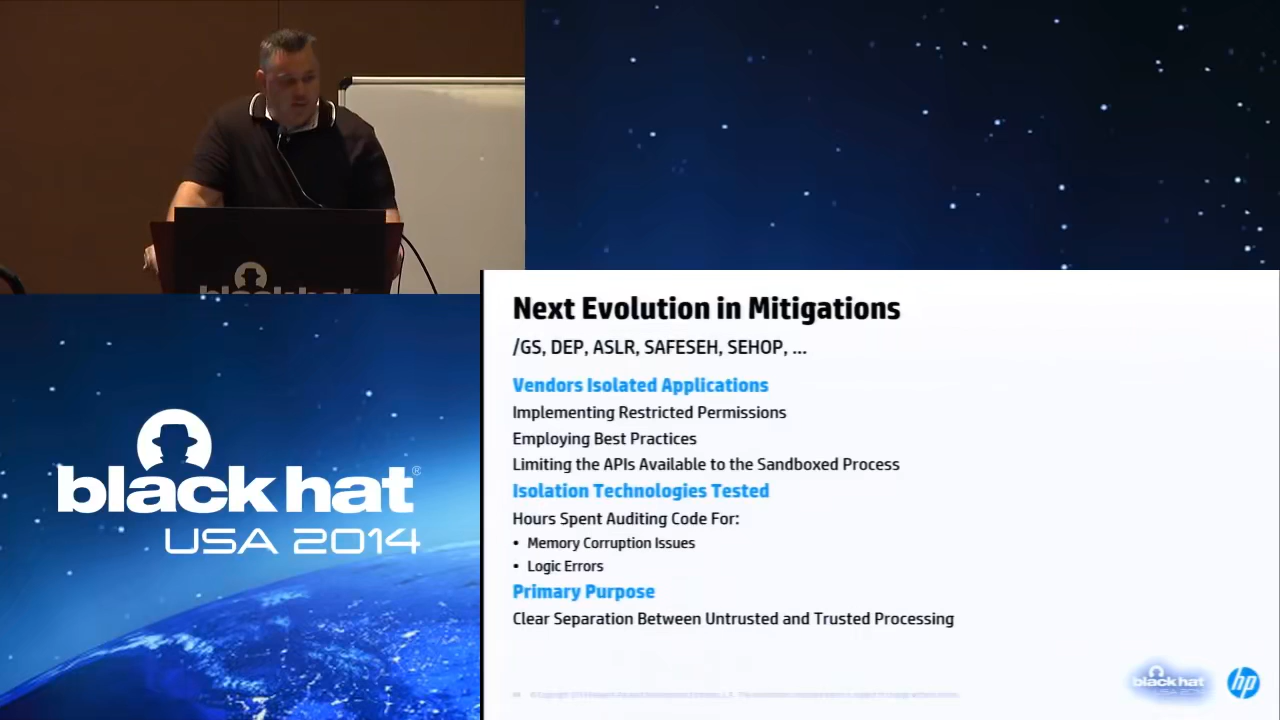 black hat
Next Evolution in Mitigations
/GS, DEP, ASLR, SAFESEH, SEHOP, ...
Vendors Isolated Applications
Implementing Restricted Permissions
Employing Best Practices
Limiting the APIs Available to the Sandboxed Process
Isolation Technologies Tested
Hours Spent Auditing Code For:
• Memory Corruption Issues
• Logic Errors
Primary Purpose
Clear Separation Between Untrusted and Trusted Processing
black hat®
USA 2014
black hat
hp